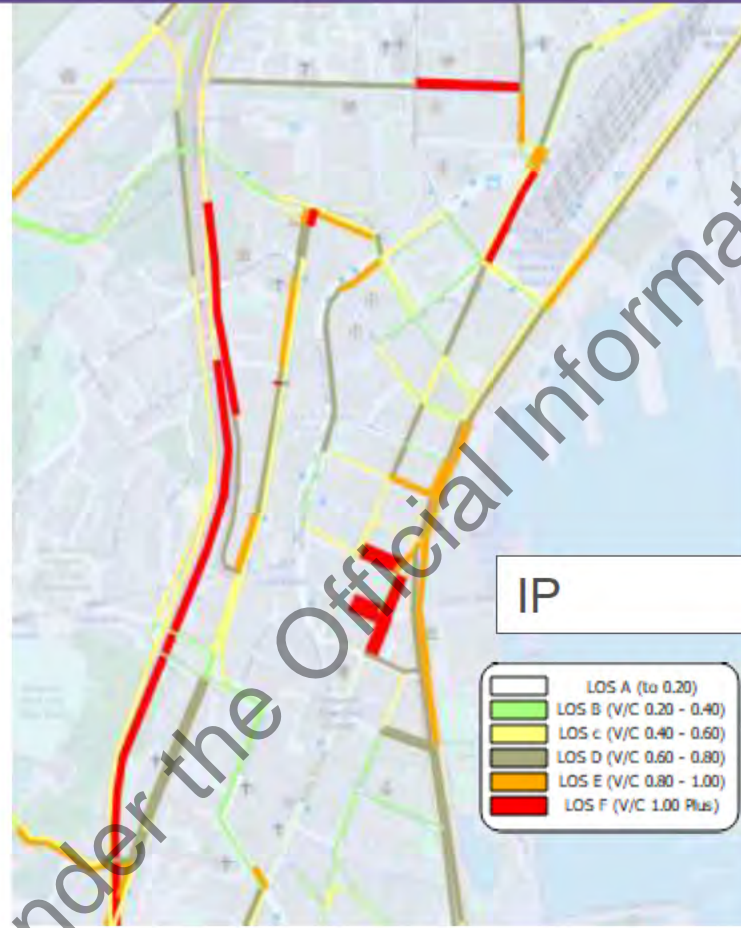 IP
LOS A (to 0.20)
LOS B (V/C 0.20 - 0.40)
LOS c (V/C 0.40 - 0.60)
LOS D (V/C 0.60 - 0.80)
LOS E (V/C 0.80 - 1.00)
LOS F (V/C 1.00 Plus)
nder the Official Informat